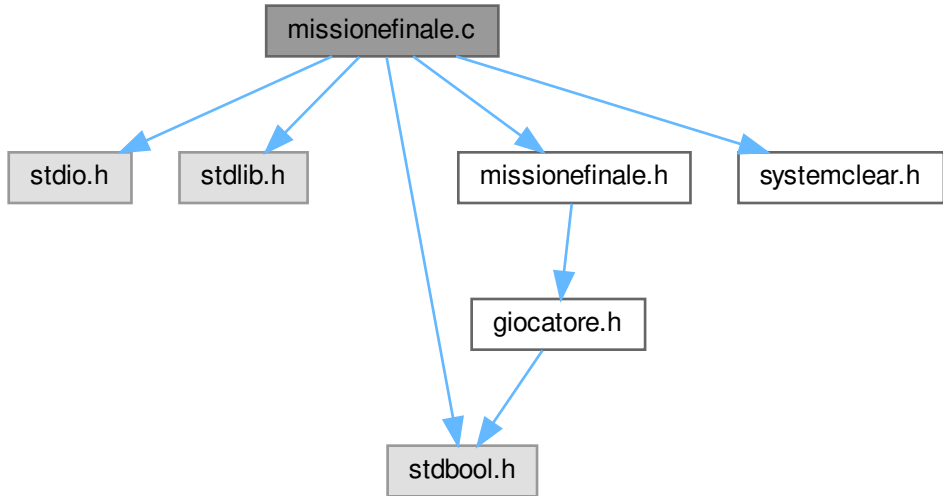 missionefinale.c
stdio.h
stdlib.h
missionefinale.h
systemclear.h
giocatore.h
stdbool.h